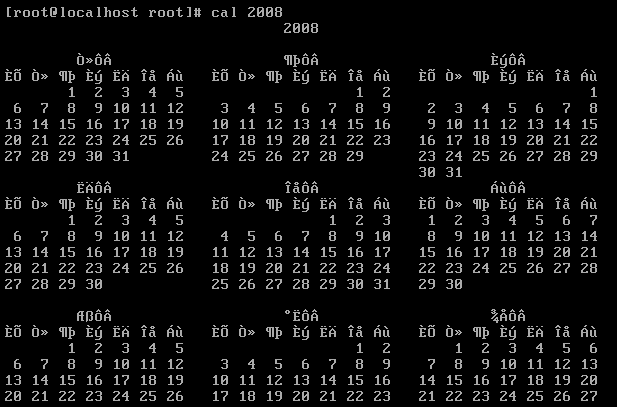 [root@localhost root]# cal 2008
2008
Ò»ÔÂ ¶þÔÂ ÈýÔÂ
ÈÕ Ò» ¶þ Èý ËÄ Îå Áù ÈÕ Ò» ¶þ Èý ËÄ Îå Áù ÈÕ Ò» ¶þ Èý ËÄ Îå Áù
1 2 3 4 5 1 2 1
6 7 8 9 10 11 12 3 4 5 6 7 8 9 2 3 4 5 6 7 8
13 14 15 16 17 18 19 10 11 12 13 14 15 16 9 10 11 12 13 14 15
20 21 22 23 24 25 26 17 18 19 20 21 22 23 16 17 18 19 20 21 22
27 28 29 30 31 24 25 26 27 28 29 23 24 25 26 27 28 29
30 31
ËÄÔÂ ÎåÔÂ ÁùÔÂ
ÈÕ Ò» ¶þ Èý ËÄ Îå Áù ÈÕ Ò» ¶þ Èý ËÄ Îå Áù ÈÕ Ò» ¶þ Èý ËÄ Îå Áù
1 2 3 4 5 1 2 3 1 2 3 4 5 6 7
6 7 8 9 10 11 12 4 5 6 7 8 9 10 8 9 10 11 12 13 14
13 14 15 16 17 18 19 11 12 13 14 15 16 17 15 16 17 18 19 20 21
20 21 22 23 24 25 26 18 19 20 21 22 23 24 22 23 24 25 26 27 28
27 28 29 30 25 26 27 28 29 30 31 29 30
ÆßÔÂ °ËÔÂ ¾ÅÔÂ
ÈÕ Ò» ¶þ Èý ËÄ Îå Áù ÈÕ Ò» ¶þ Èý ËÄ Îå Áù ÈÕ Ò» ¶þ Èý ËÄ Îå Áù
1 2 3 4 5 1 2 1 2 3 4 5 6
6 7 8 9 10 11 12 3 4 5 6 7 8 9 7 8 9 10 11 12 13
13 14 15 16 17 18 19 10 11 12 13 14 15 16 14 15 16 17 18 19 20
20 21 22 23 24 25 26 17 18 19 20 21 22 23 21 22 23 24 25 26 27